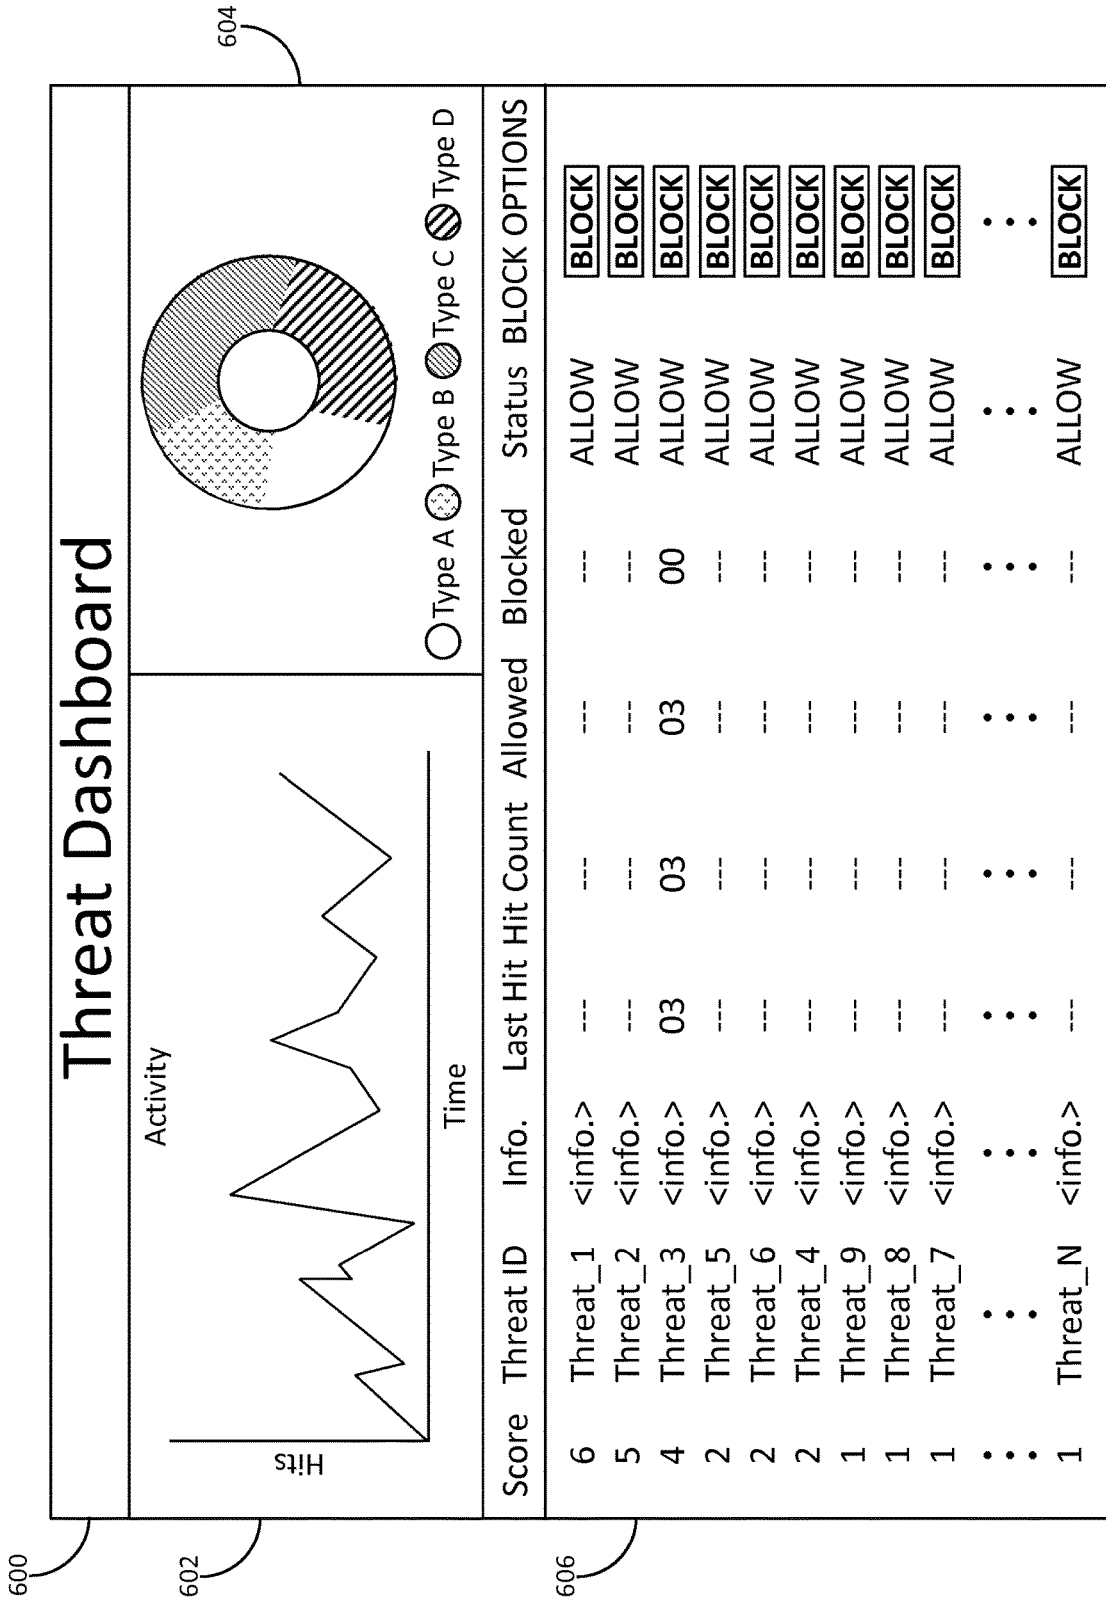 600
Threat Dashboard
602
Activity
Hits
Time
604
Type A Type B Type C Type D
606
Score Threat ID Info. Last Hit Hit Count Allowed Blocked Status BLOCK OPTIONS
6 Threat_1 <info.> --- --- --- --- ALLOW BLOCK
5 Threat_2 <info.> --- --- --- --- ALLOW BLOCK
4 Threat_3 <info.> 03 03 03 00 ALLOW BLOCK
2 Threat_5 <info.> --- --- --- --- ALLOW BLOCK
2 Threat_6 <info.> --- --- --- --- ALLOW BLOCK
2 Threat_4 <info.> --- --- --- --- ALLOW BLOCK
1 Threat_9 <info.> --- --- --- --- ALLOW BLOCK
1 Threat_8 <info.> --- --- --- --- ALLOW BLOCK
1 Threat_7 <info.> --- --- --- --- ALLOW BLOCK
• • • • • • • • • • • • • • • • • • • • • • • • • • •
1 Threat_N <info.> --- --- --- --- ALLOW BLOCK